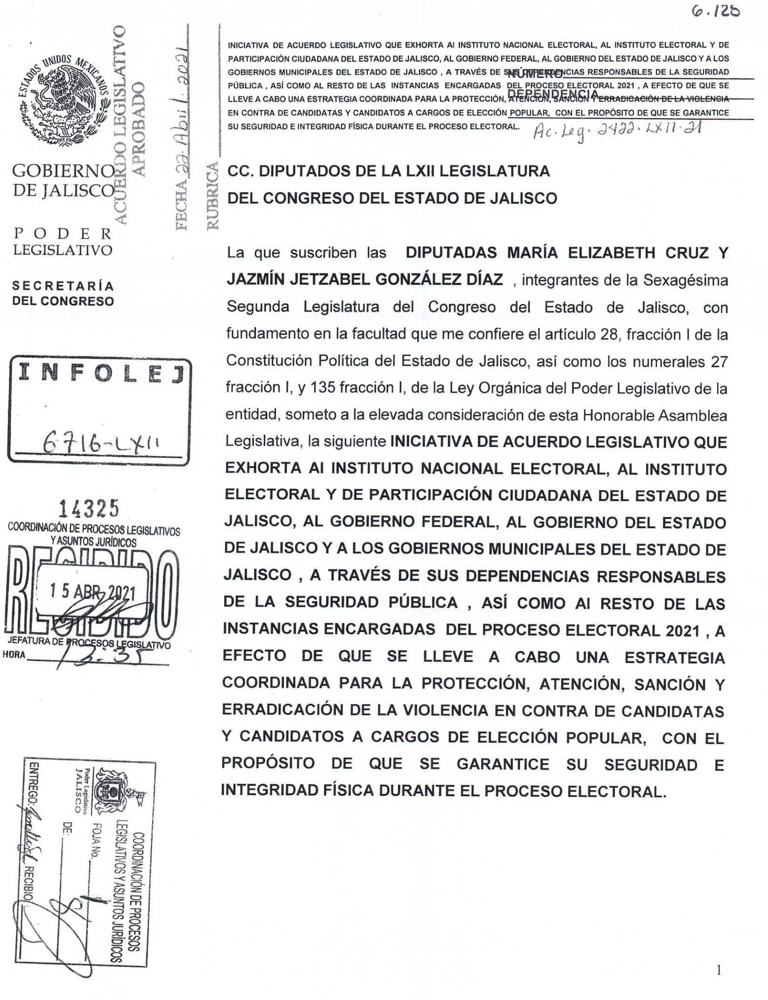 6.128
INICIATIVA DE ACUERDO LEGISLATIVO QUE EXHORTA Al INSTITUTO NACIONAL ELECTORAL, AL INSTITUTO ELECTORAL Y DE
PARTICIPACIÓN CIUDADANA DEL ESTADO DE JALISCO, AL GOBIERNO FEDERAL, AL GOBIERNO DEL ESTADO DE JALISCO Y A LOS
GOBIERNOS MUNICIPALES DEL ESTADO DE JALISCO , A TRAVÉS DE SUS DEPENDENCIAS RESPONSABLES DE LA SEGURIDAD
PÚBLICA , ASÍ COMO AL RESTO DE LAS INSTANCIAS ENCARGADAS DEL PROCESO ELECTORAL 2021 , A EFECTO DE QUE SE
LLEVE A CABO UNA ESTRATEGIA COORDINADA PARA LA PROTECCIÓN, ATENCIÓN, SANCIÓN Y ERRADICACIÓN DE LA VIOLENCIA
EN CONTRA DE CANDIDATAS Y CANDIDATOS A CARGOS DE ELECCIÓN POPULAR, CON EL PROPÓSITO DE QUE SE GARANTICE
SU SEGURIDAD E INTEGRIDAD FÍSICA DURANTE EL PROCESO ELECTORAL.
NÚMERO
DEPENDENCIA
Ac. Leg. 2422-LXII-21
ESTADOS UNIDOS MEXICANOS
GOBIERNO
DE JALISCO
PODER
LEGISLATIVO
SECRETARÍA
DEL CONGRESO
ACUERDO LEGISLATIVO
APROBADO
FECHA 22. Abril. 2021
RUBRICA
CC. DIPUTADOS DE LA LXII LEGISLATURA
DEL CONGRESO DEL ESTADO DE JALISCO
La que suscriben las DIPUTADAS MARÍA ELIZABETH CRUZ Y
JAZMÍN JETZABEL GONZÁLEZ DÍAZ , integrantes de la Sexagésima
Segunda Legislatura del Congreso del Estado de Jalisco, con
fundamento en la facultad que me confiere el artículo 28, fracción I de la
Constitución Política del Estado de Jalisco, así como los numerales 27
fracción I, y 135 fracción I, de la Ley Orgánica del Poder Legislativo de la
entidad, someto a la elevada consideración de esta Honorable Asamblea
Legislativa, la siguiente INICIATIVA DE ACUERDO LEGISLATIVO QUE
EXHORTA Al INSTITUTO NACIONAL ELECTORAL, AL INSTITUTO
ELECTORAL Y DE PARTICIPACIÓN CIUDADANA DEL ESTADO DE
JALISCO, AL GOBIERNO FEDERAL, AL GOBIERNO DEL ESTADO
DE JALISCO Y A LOS GOBIERNOS MUNICIPALES DEL ESTADO DE
JALISCO , A TRAVÉS DE SUS DEPENDENCIAS RESPONSABLES
DE LA SEGURIDAD PÚBLICA , ASÍ COMO Al RESTO DE LAS
INSTANCIAS ENCARGADAS DEL PROCESO ELECTORAL 2021 , A
EFECTO DE QUE SE LLEVE A CABO UNA ESTRATEGIA
COORDINADA PARA LA PROTECCIÓN, ATENCIÓN, SANCIÓN Y
ERRADICACIÓN DE LA VIOLENCIA EN CONTRA DE CANDIDATAS
Y CANDIDATOS A CARGOS DE ELECCIÓN POPULAR, CON EL
PROPÓSITO DE QUE SE GARANTICE SU SEGURIDAD E
INTEGRIDAD FÍSICA DURANTE EL PROCESO ELECTORAL.
INFOLEJ
6716-LXII
14325
COORDINACIÓN DE PROCESOS LEGISLATIVOS
Y ASUNTOS JURÍDICOS
RECIBIDO
15 ABR 2021
JEFATURA DE PROCESOS LEGISLATIVO
HORA 13:35
COORDINACIÓN DE PROCESOS
LEGISLATIVOS Y ASUNTOS JURÍDICOS
Poder Legislativo
JALISCO
FOJA No. 1
DE: 8
ENTREGO: RECIBIO
1